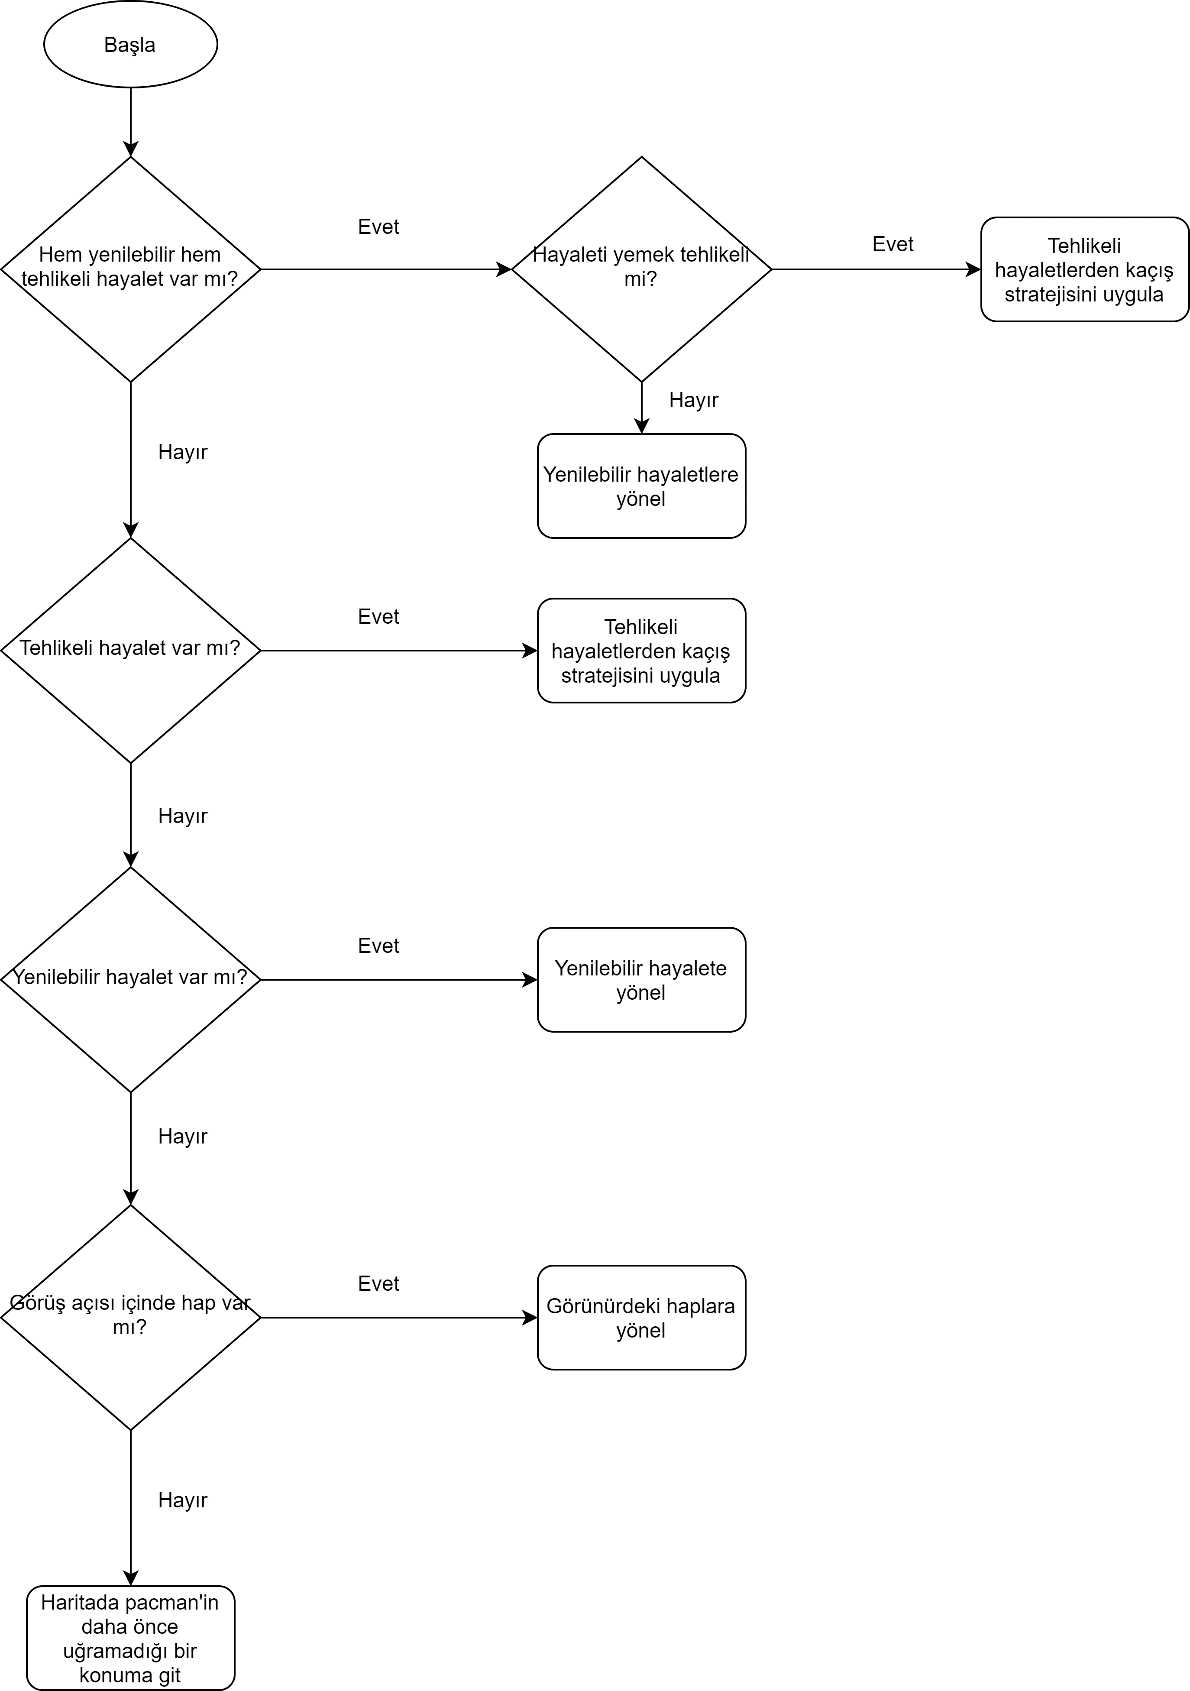 Başla
Hem yenilebilir hem
tehlikeli hayalet var mı?
Evet
Hayaleti yemek tehlikeli
mi?
Evet
Tehlikeli
hayaletlerden kaçış
stratejisini uygula
Hayır
Yenilebilir hayaletlere
yönel
Hayır
Tehlikeli hayalet var mı?
Evet
Tehlikeli
hayaletlerden kaçış
stratejisini uygula
Hayır
Yenilebilir hayalet var mı?
Evet
Yenilebilir hayalete
yönel
Hayır
Görüş açısı içinde hap var
mı?
Evet
Görünürdeki haplara
yönel
Hayır
Haritada pacman'in
daha önce
uğramadığı bir
konuma git